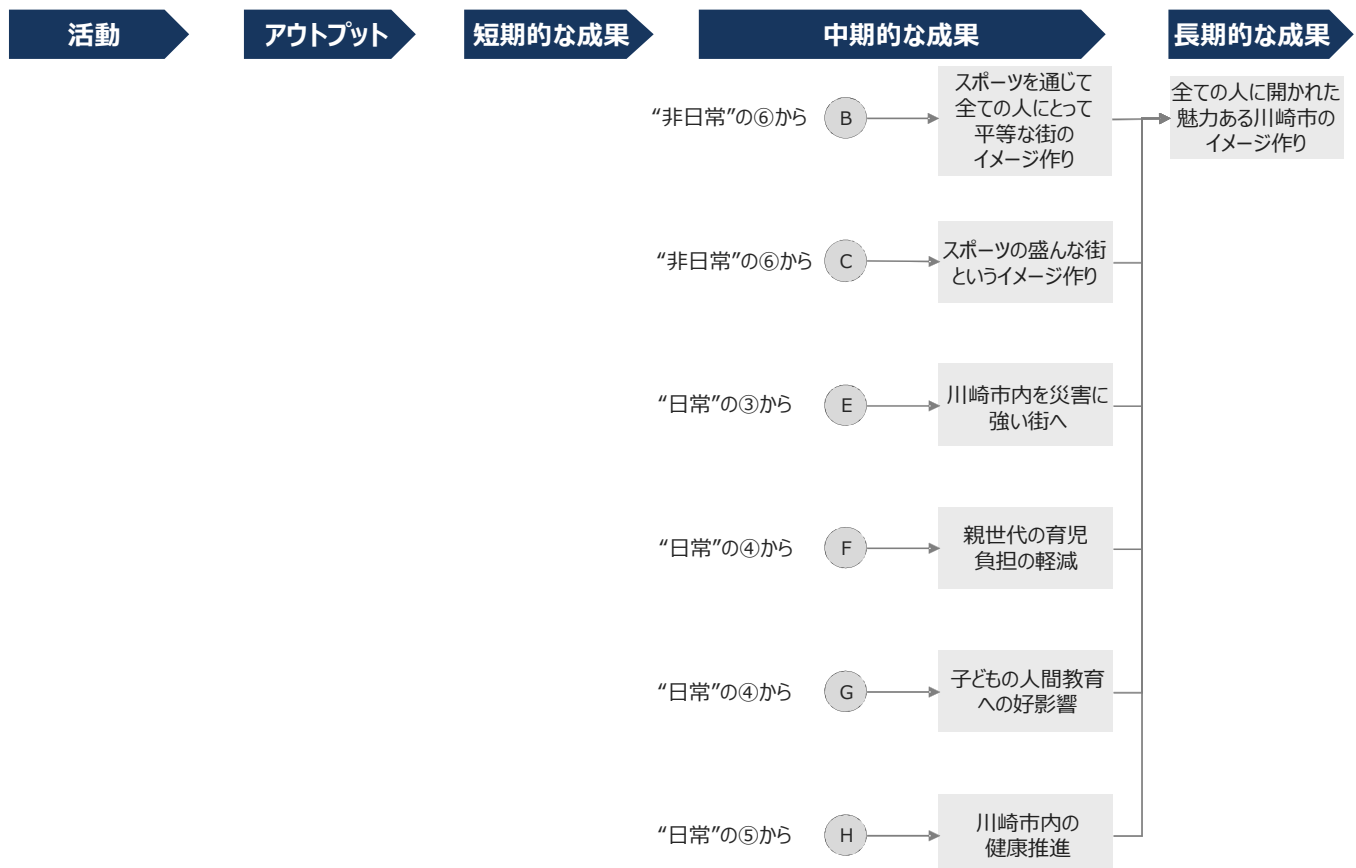 活動
アウトプット
短期的な成果
中期的な成果
長期的な成果
“非日常”の⑥から
B
スポーツを通じて
全ての人にとって
平等な街の
イメージ作り
全ての人に開かれた
魅力ある川崎市の
イメージ作り
“非日常”の⑥から
C
スポーツの盛んな街
というイメージ作り
“日常”の③から
E
川崎市内を災害に
強い街へ
“日常”の④から
F
親世代の育児
負担の軽減
“日常”の④から
G
子どもの人間教育
への好影響
“日常”の⑤から
H
川崎市内の
健康推進